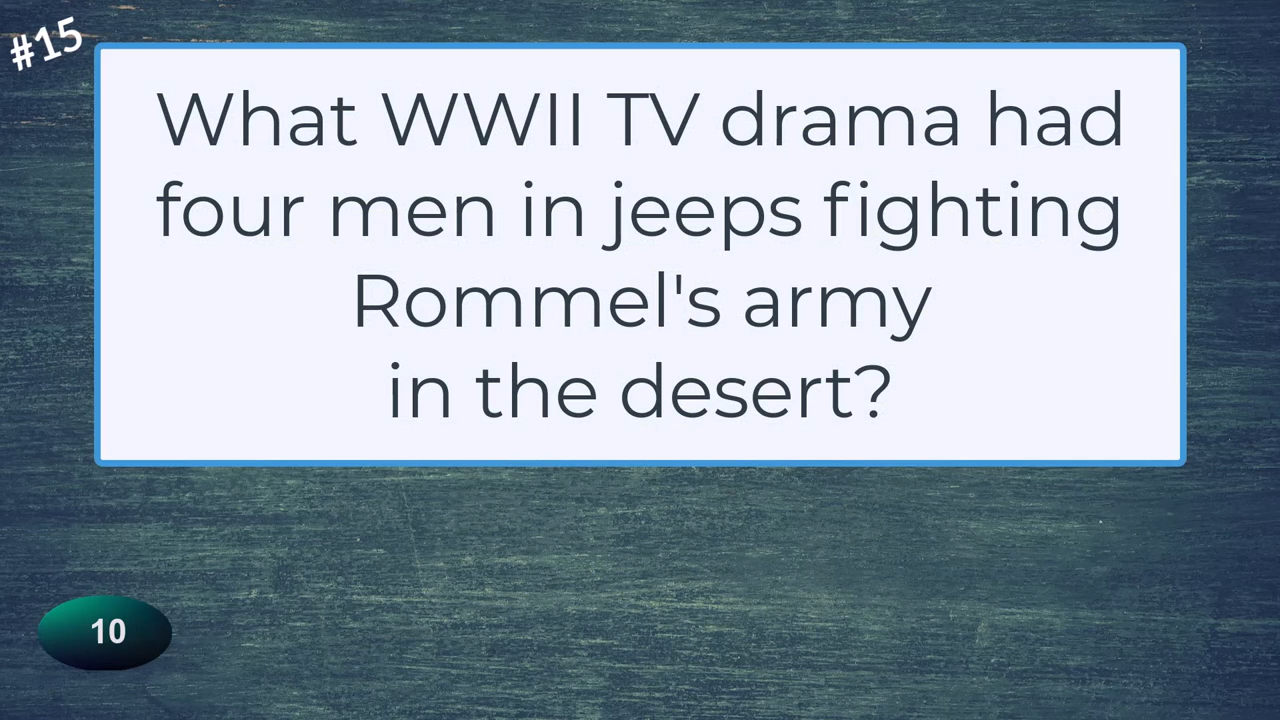 #15
What WWII TV drama had
four men in jeeps fighting
Rommel's army
in the desert?
10